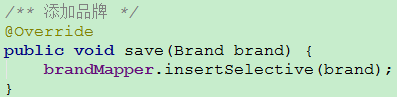 /** 添加品牌 */
@Override
public void save(Brand brand) {
    brandMapper.insertSelective(brand);
}